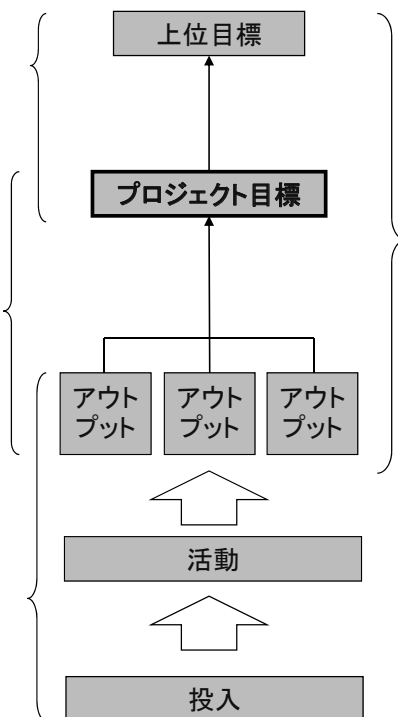 上位目標
プロジェクト目標
アウト
プット
アウト
プット
アウト
プット
活動
投入